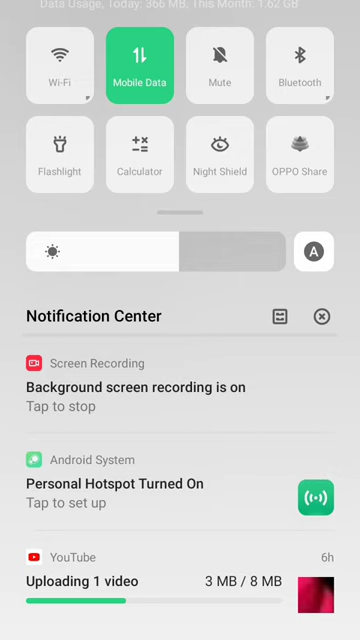 Data Usage, Today: 366 MB, This Month: 1.62 GB
Wi-Fi
Mobile Data
Mute
Bluetooth
Flashlight
Calculator
Night Shield
OPPO Share
A
Notification Center
Screen Recording
Background screen recording is on
Tap to stop
Android System
Personal Hotspot Turned On
Tap to set up
YouTube 6h
Uploading 1 video 3 MB / 8 MB